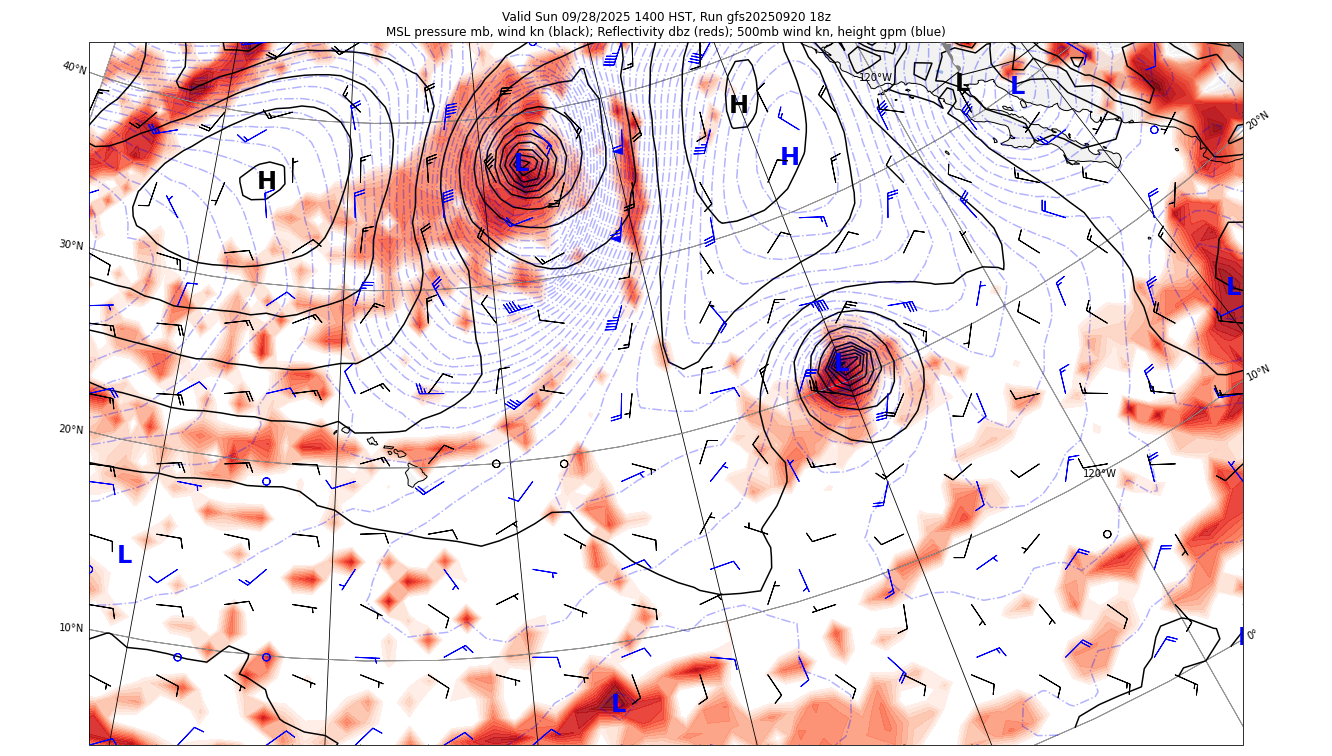 Valid Sun 09/28/2025 1400 HST, Run gfs20250920 18z
MSL pressure mb, wind kn (black); Reflectivity dbz (reds); 500mb wind kn, height gpm (blue)
40°N
120°W
L
L
H
20°N
L
H
H
30°N
L
L
10°N
20°N
120°W
L
10°N
0°
L